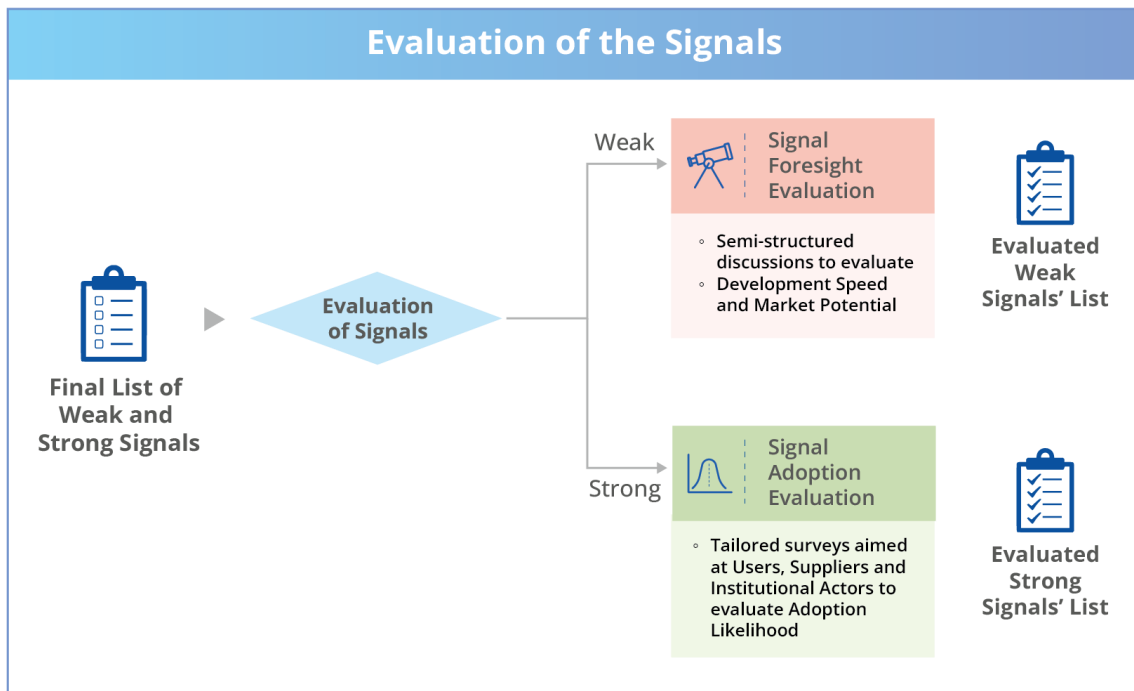 Evaluation of the Signals
Final List of
Weak and
Strong Signals
Evaluation
of Signals
Weak
Signal
Foresight
Evaluation
◦ Semi-structured
discussions to evaluate
◦ Development Speed
and Market Potential
Evaluated
Weak
Signals’ List
Strong
Signal
Adoption
Evaluation
◦ Tailored surveys aimed
at Users, Suppliers and
Institutional Actors to
evaluate Adoption
Likelihood
Evaluated
Strong
Signals’ List